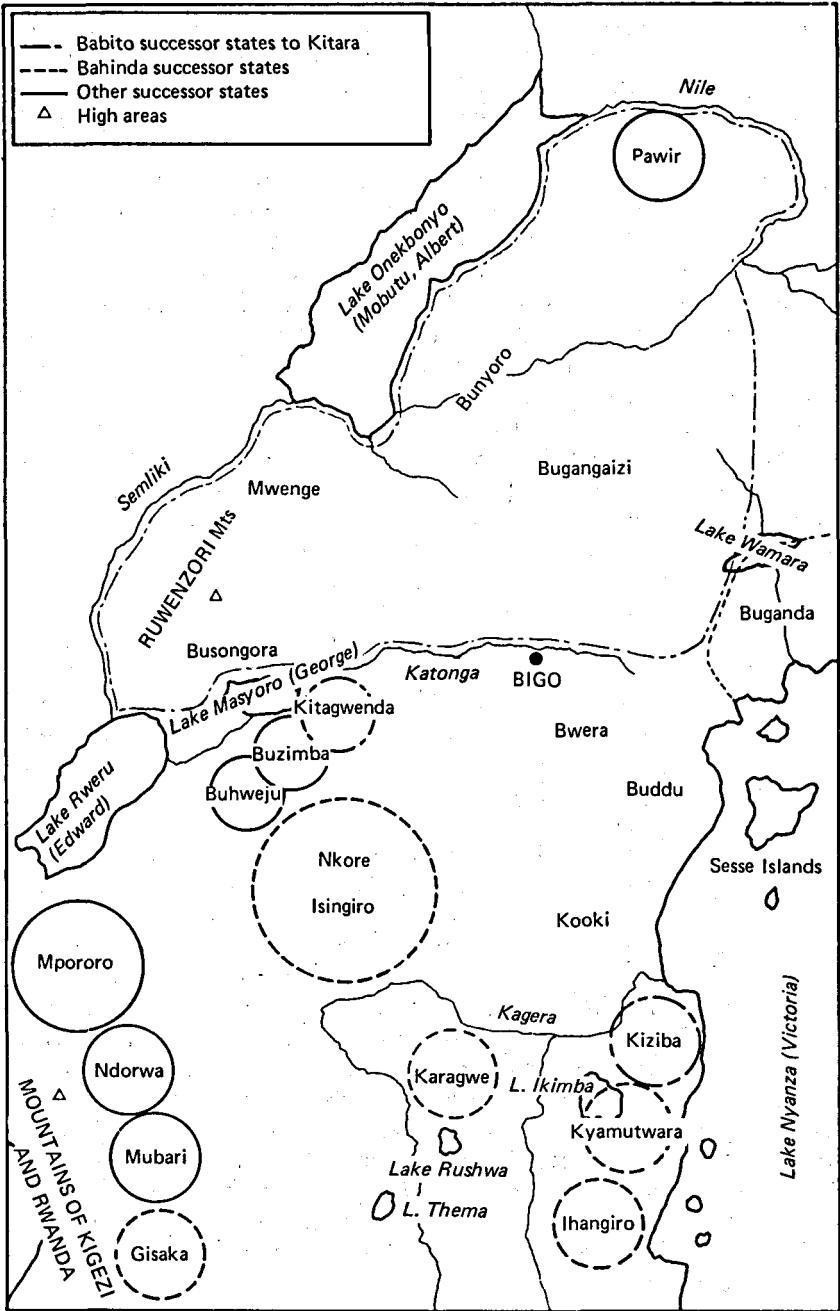 Babito successor states to Kitara
Bahinda successor states
Other successor states
High areas
Nile
Pawir
Lake Onekbonyo
(Mobutu, Albert)
Bunyoro
Bugangaizi
Semliki
Mwenge
Lake Wamara
RUWENZORI Mts
Buganda
Busongora
Lake Masyoro (George)
Katonga
BIGO
Kitagwenda
Bwera
Buzimba
Buddu
Buhweju
Lake Rweru
(Edward)
Nkore
Sesse Islands
Isingiro
Kooki
Mpororo
Kagera
Kiziba
Lake Nyanza (Victoria)
Ndorwa
Karagwe
L. Ikimba
MOUNTAINS OF KIGEZI
AND RWANDA
Kyamutwara
Mubari
Lake Rushwa
L. Thema
Ihangiro
Gisaka